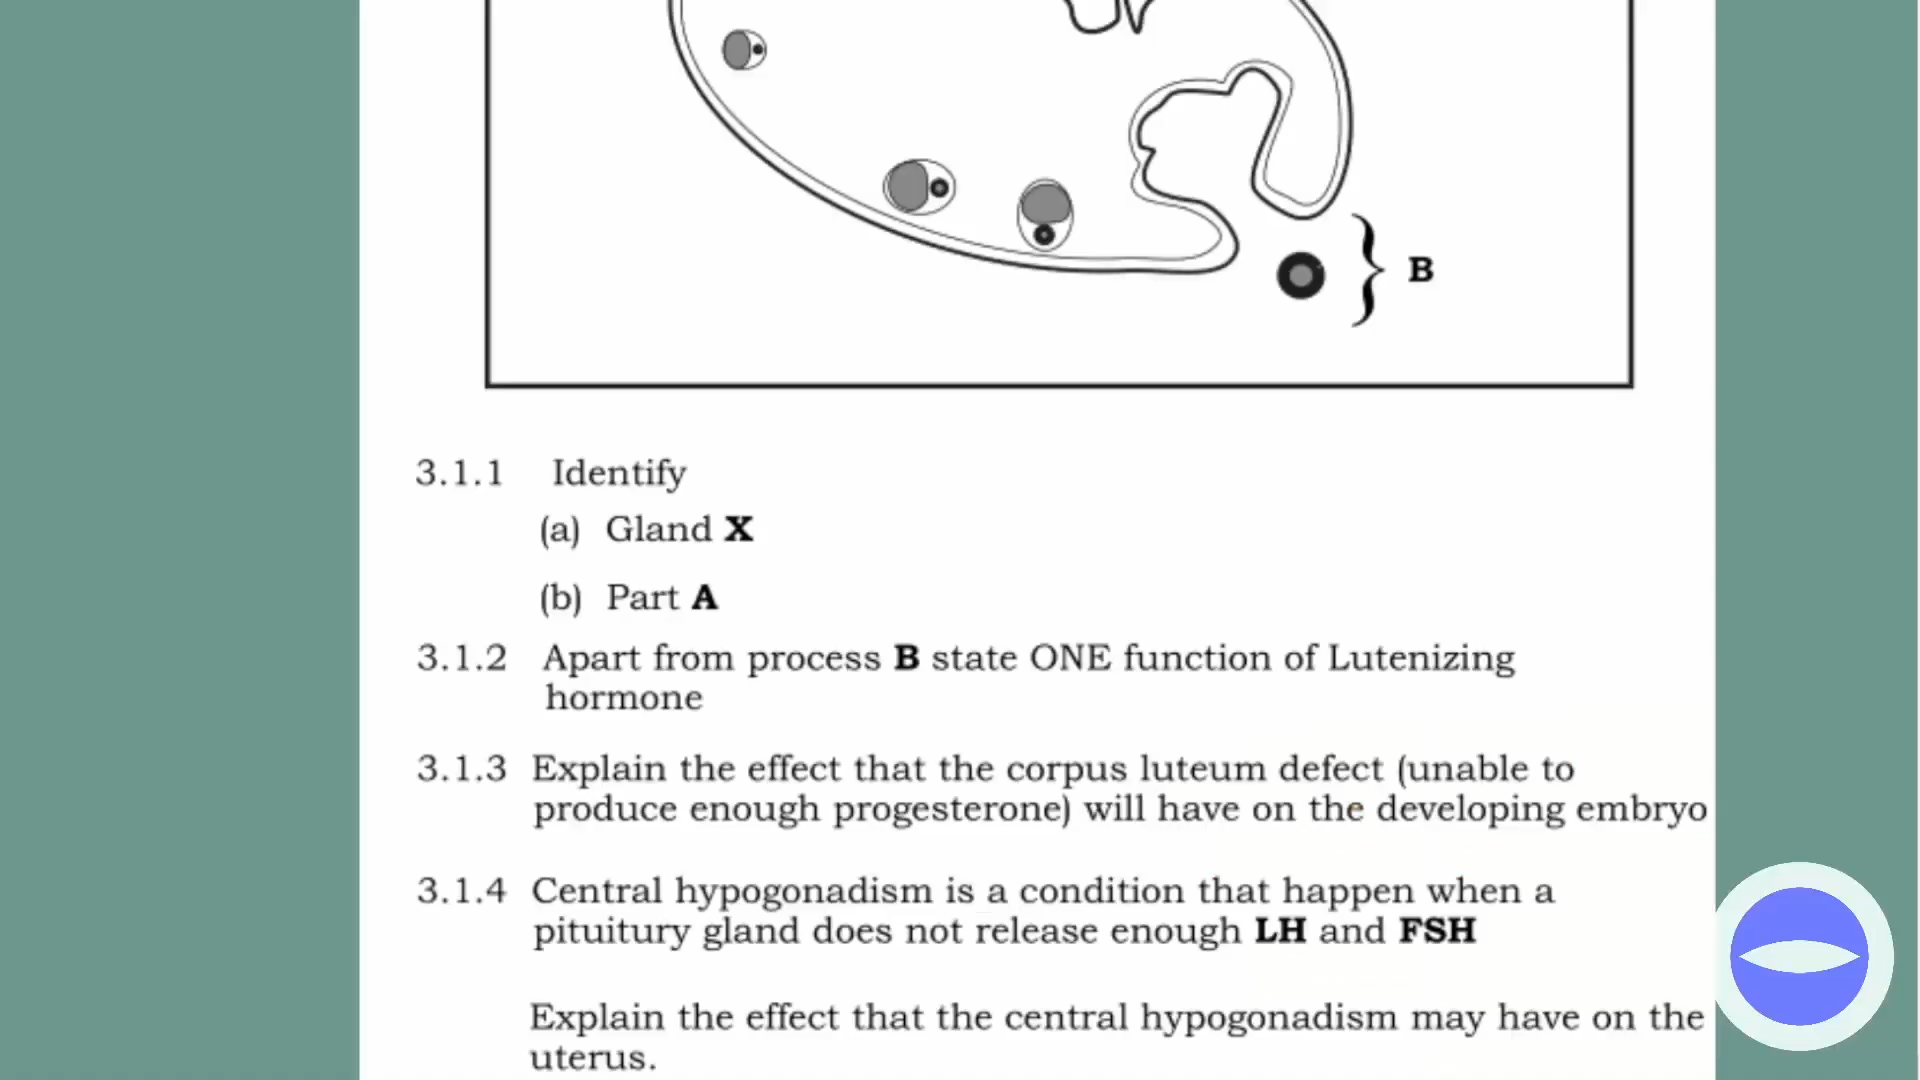 B
3.1.1 Identify
(a) Gland X
(b) Part A
3.1.2 Apart from process B state ONE function of Lutenizing
hormone
3.1.3 Explain the effect that the corpus luteum defect (unable to
produce enough progesterone) will have on the developing embryo
3.1.4 Central hypogonadism is a condition that happen when a
pituitury gland does not release enough LH and FSH
Explain the effect that the central hypogonadism may have on the
uterus.